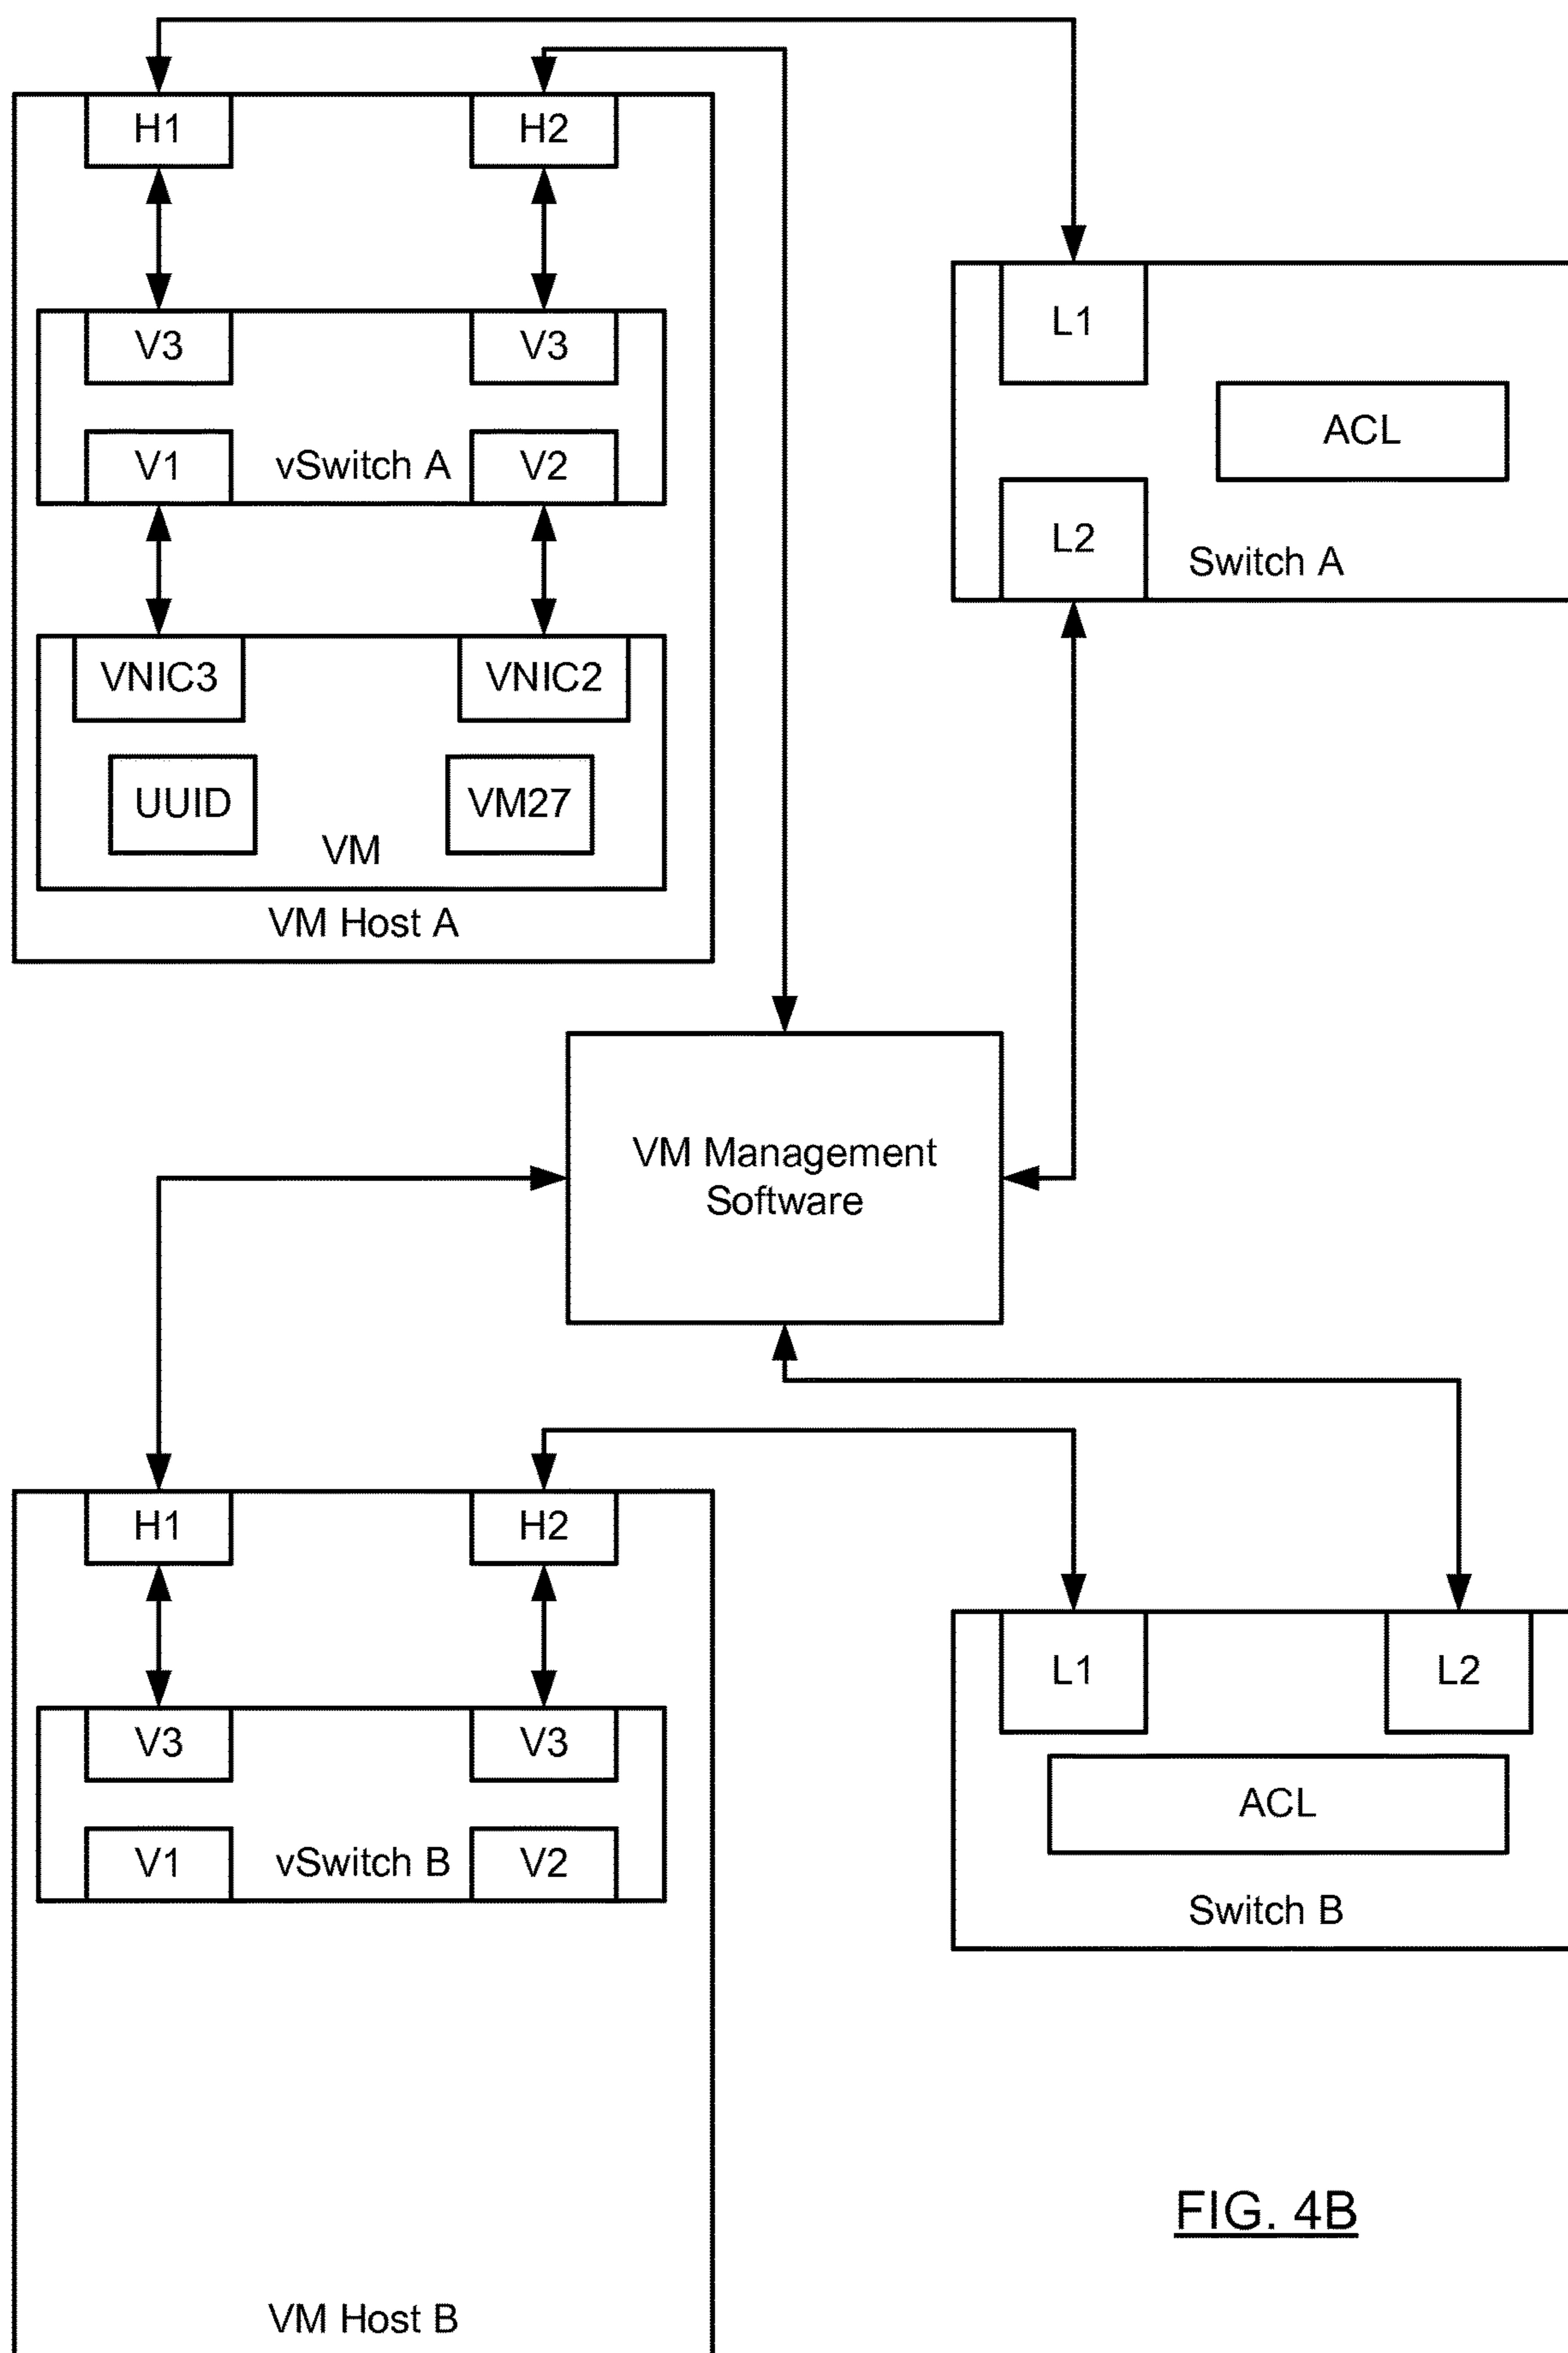 H1
H2
V3
V3
V1
vSwitch A
V2
VNIC3
VNIC2
UUID
VM27
VM
VM Host A
L1
ACL
L2
Switch A
VM Management
Software
H1
H2
V3
V3
V1
vSwitch B
V2
VM Host B
L1
L2
ACL
Switch B
FIG. 4B